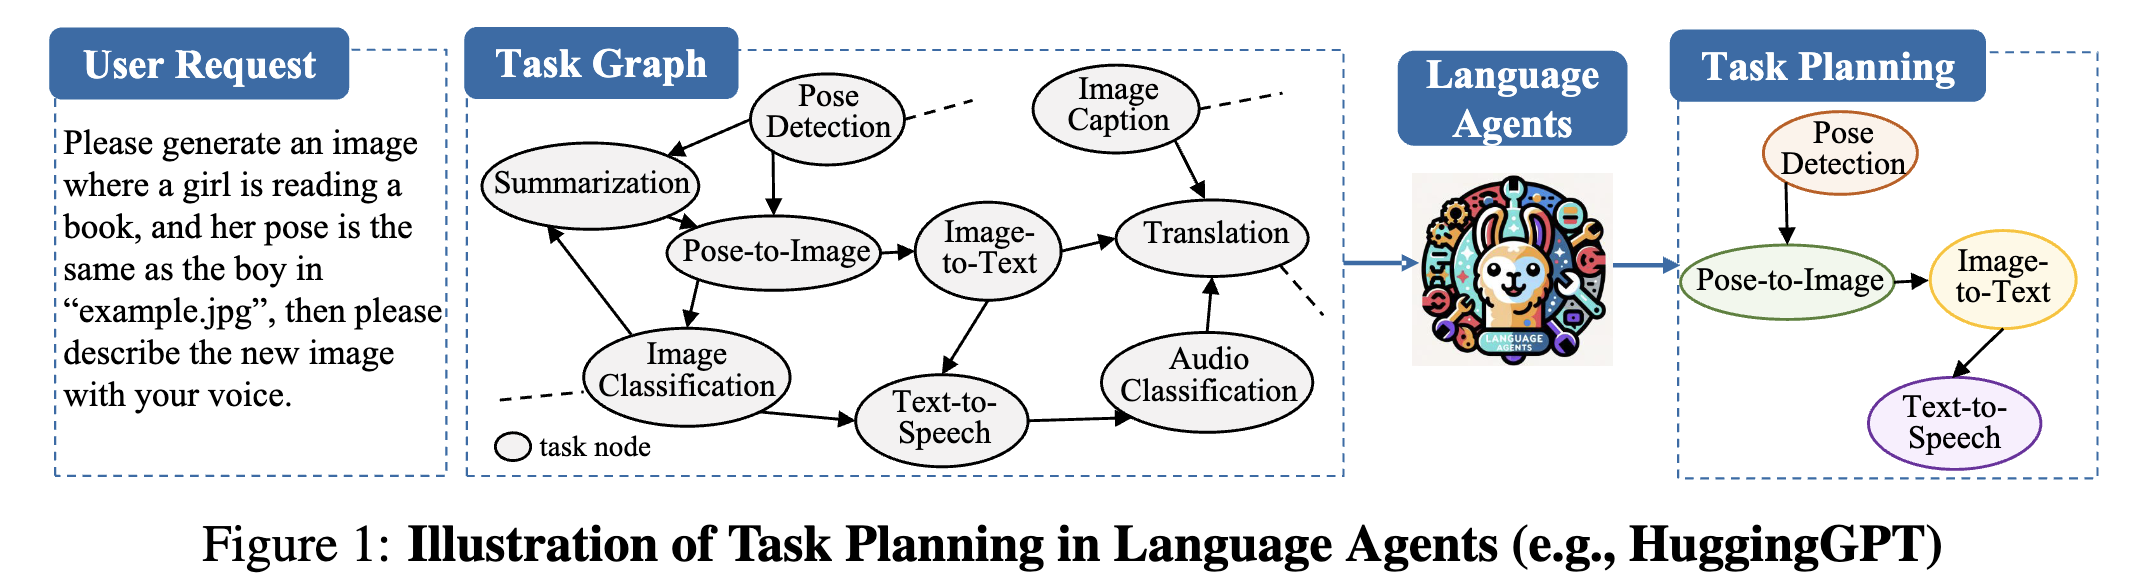 User Request
Please generate an image
where a girl is reading a
book, and her pose is the
same as the boy in
“example.jpg”, then please
describe the new image
with your voice.
Task Graph
Pose
Detection
Image
Caption
Summarization
Pose-to-Image
Image-
to-Text
Translation
Image
Classification
Text-to-
Speech
Audio
Classification
task node
Language
Agents
LANGUAGE
AGENTS
Task Planning
Pose
Detection
Pose-to-Image
Image-
to-Text
Text-to-
Speech
Figure 1: Illustration of Task Planning in Language Agents (e.g., HuggingGPT)